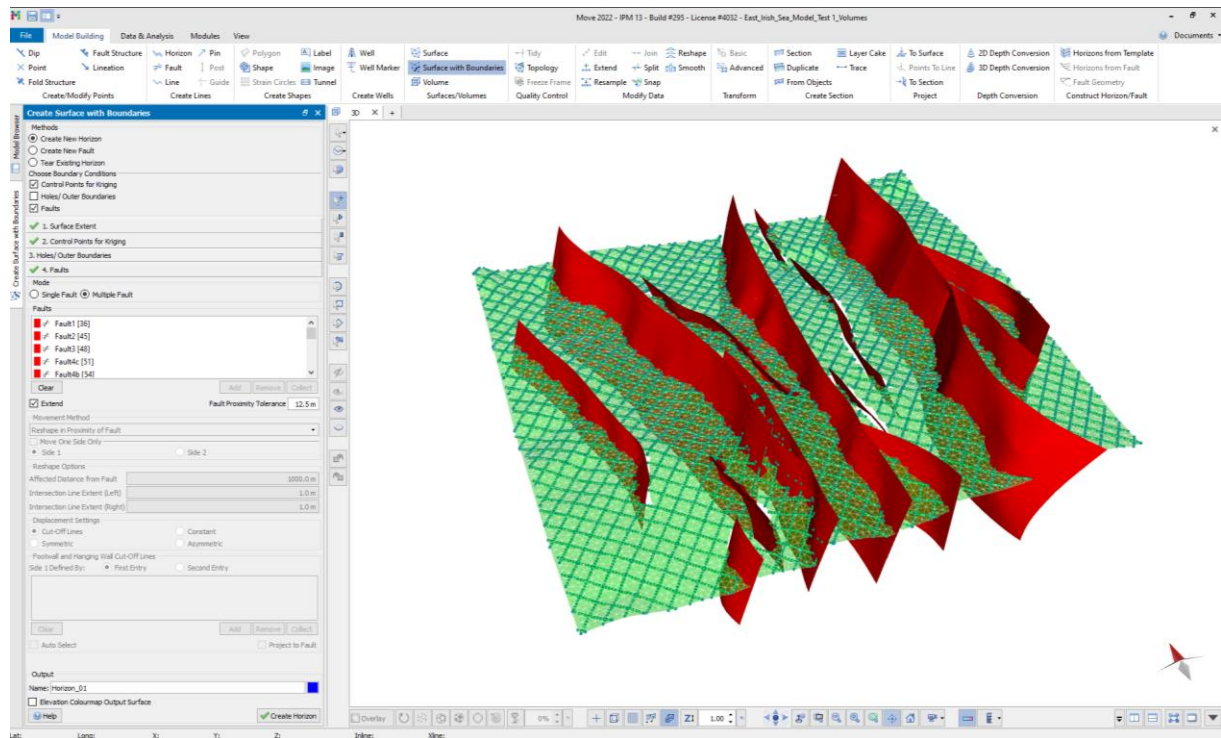 Move 2022 - IPM 13 - Build #295 - License #4032 - East_Irish_Sea_Model_Test 1_Volumes
File Model Building Data & Analysis Modules View Documents
Dip Fault Structure Horizon Pin Polygon Label Well Surface Tidy Edit Join Reshape Basic Section Layer Cake To Surface 2D Depth Conversion Horizons from Template
Point Lineation Fault Post Shape Image Well Marker Surface with Boundaries Topology Extend Split Smooth Advanced Duplicate Trace Points To Line 3D Depth Conversion Horizons from Fault
Fold Structure Line Guide Strain Circles Tunnel Volume Freeze Frame Resample Snap From Objects To Section Fault Geometry
Create/Modify Points Create Lines Create Shapes Create Wells Surfaces/Volumes Quality Control Modify Data Transform Create Section Project Depth Conversion Construct Horizon/Fault
Model Browser
Create Surface with Boundaries
Create Surface with Boundaries
3D
Methods
Create New Horizon
Create New Fault
Tear Existing Horizon
Choose Boundary Conditions
Control Points for Kriging
Holes/ Outer Boundaries
Faults
1. Surface Extent
2. Control Points for Kriging
3. Holes/ Outer Boundaries
4. Faults
Mode
Single Fault Multiple Fault
Faults
Fault1 [36]
Fault2 [45]
Fault3 [48]
Fault4c [51]
Fault4b [54]
Clear Add Remove Collect
Extend Fault Proximity Tolerance 12.5 m
Movement Method
Reshape in Proximity of Fault
Move One Side Only
Side 1 Side 2
Reshape Options
Affected Distance from Fault 1000.0 m
Intersection Line Extent (Left) 1.0 m
Intersection Line Extent (Right) 1.0 m
Displacement Settings
Cut-Off Lines Constant
Symmetric Asymmetric
Footwall and Hanging Wall Cut-Off Lines
Side 1 Defined By: First Entry Second Entry
Clear Add Remove Collect
Auto Select Project to Fault
Output
Name: Horizon_01
Elevation Colourmap Output Surface
Help Create Horizon
Overlay 0% Z1 1.00
Lat: Long: X: Y: Z: Inline: Xline: